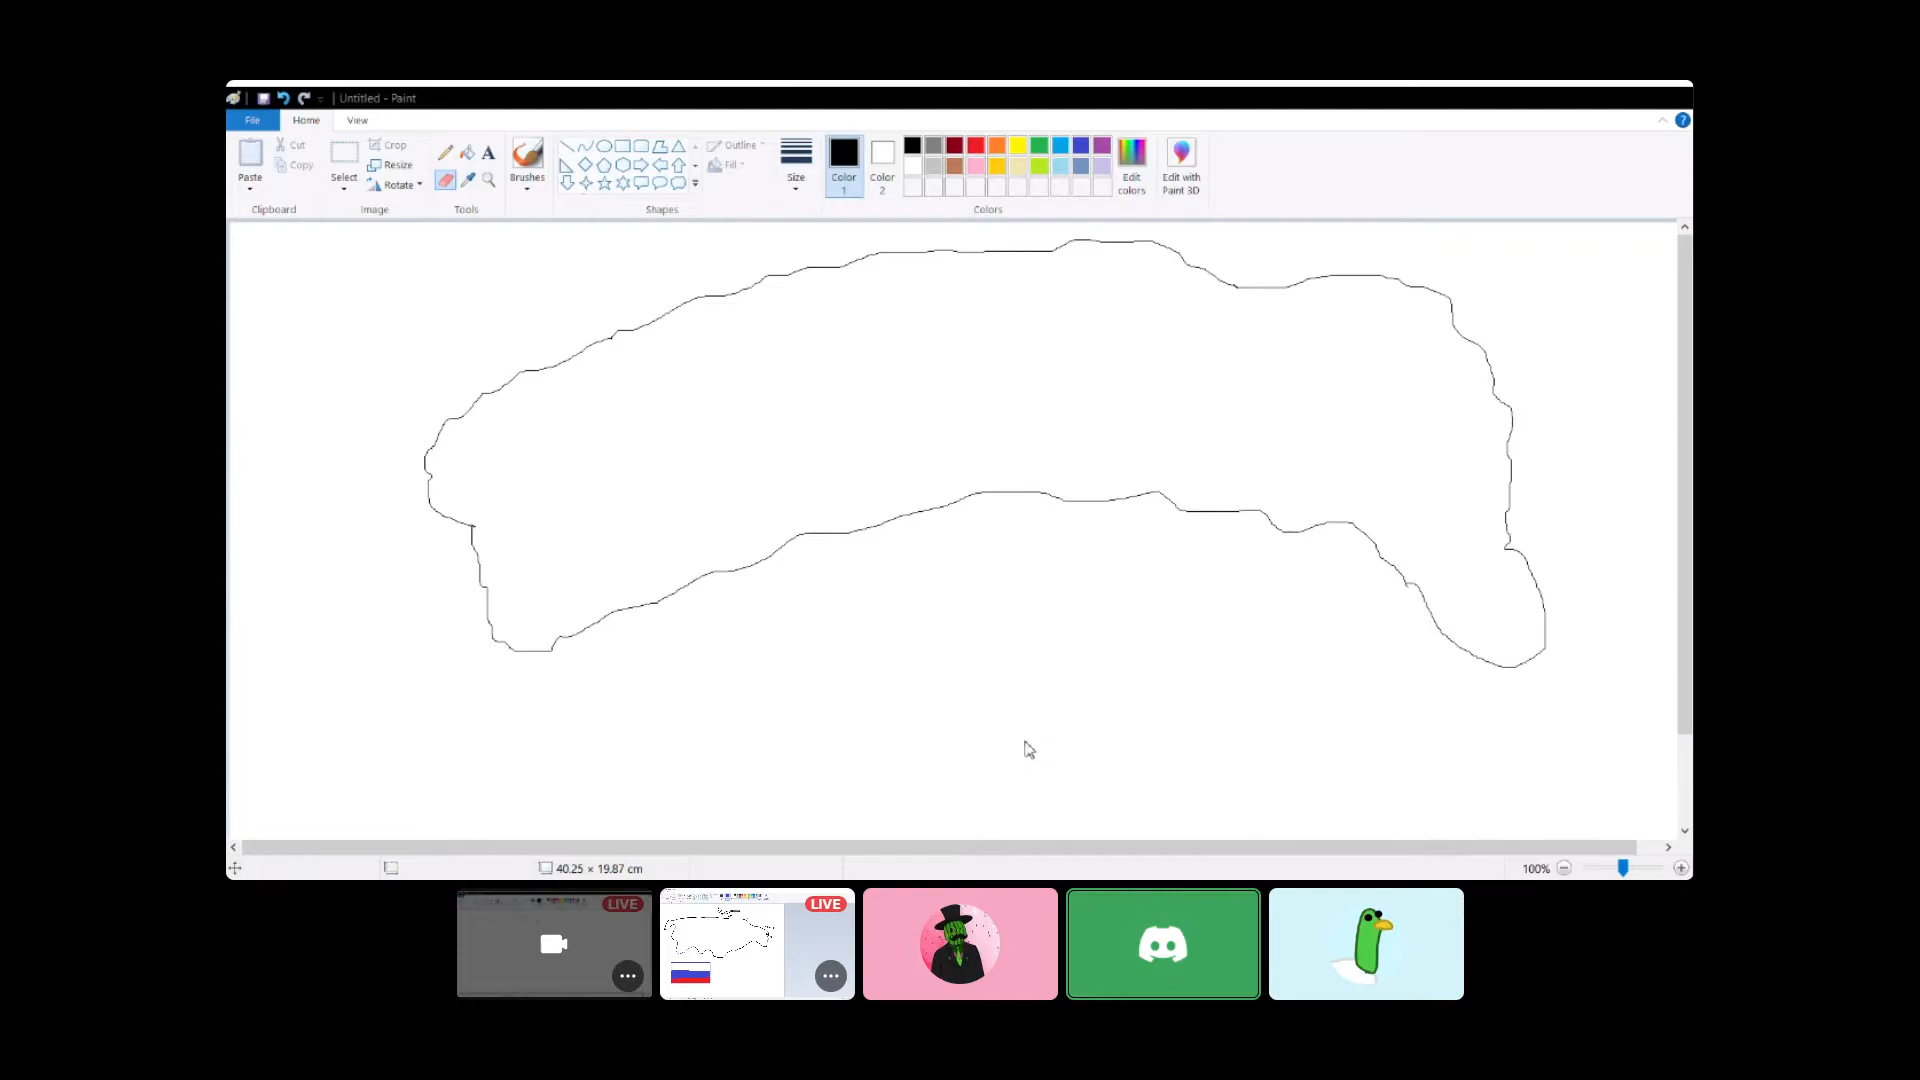 Untitled - Paint
File Home View
Paste
Cut
Copy
Clipboard
Select
Crop
Resize
Rotate
Image
A
Tools
Brushes
Shapes
Outline
Fill
Size
Color
1
Color
2
Colors
Edit
colors
Edit with
Paint 3D
40.25 × 19.87 cm
100%
LIVE
LIVE